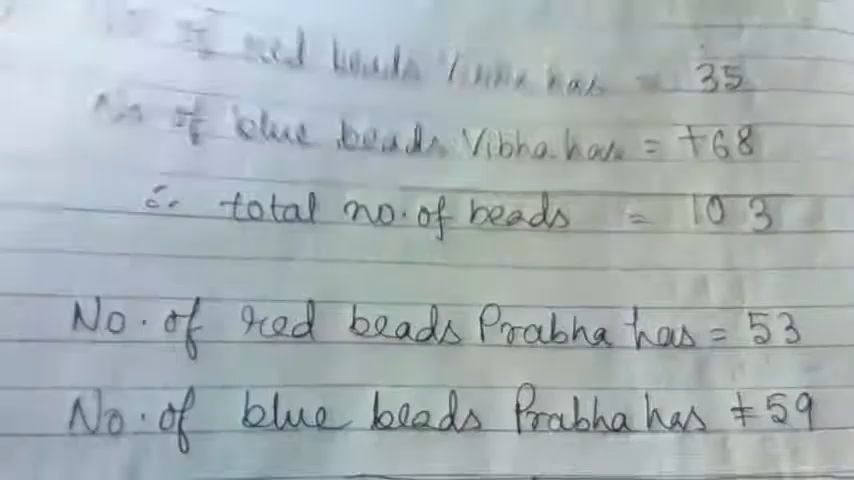 of red beads has = 35
No. of blue beads Vibha has = +68
∴ total no. of beads = 103
No. of red beads Prabha has = 53
No. of blue beads Prabha has +59